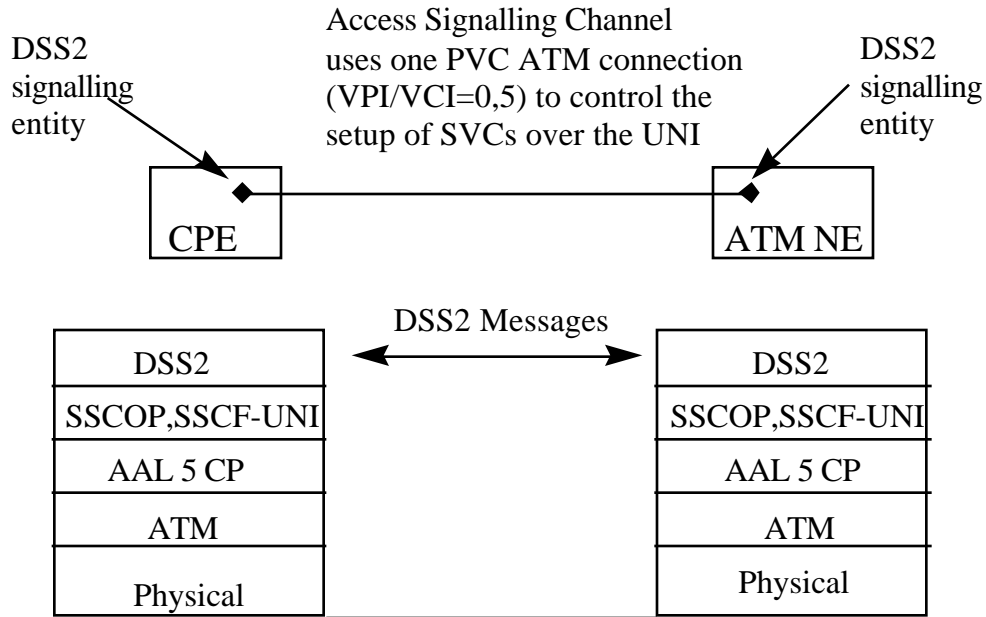 Access Signalling Channel
uses one PVC ATM connection
(VPI/VCI=0,5) to control the
setup of SVCs over the UNI
DSS2
signalling
entity
DSS2
signalling
entity
CPE
ATM NE
DSS2 Messages
DSS2
SSCOP,SSCF-UNI
AAL 5 CP
ATM
Physical
DSS2
SSCOP,SSCF-UNI
AAL 5 CP
ATM
Physical